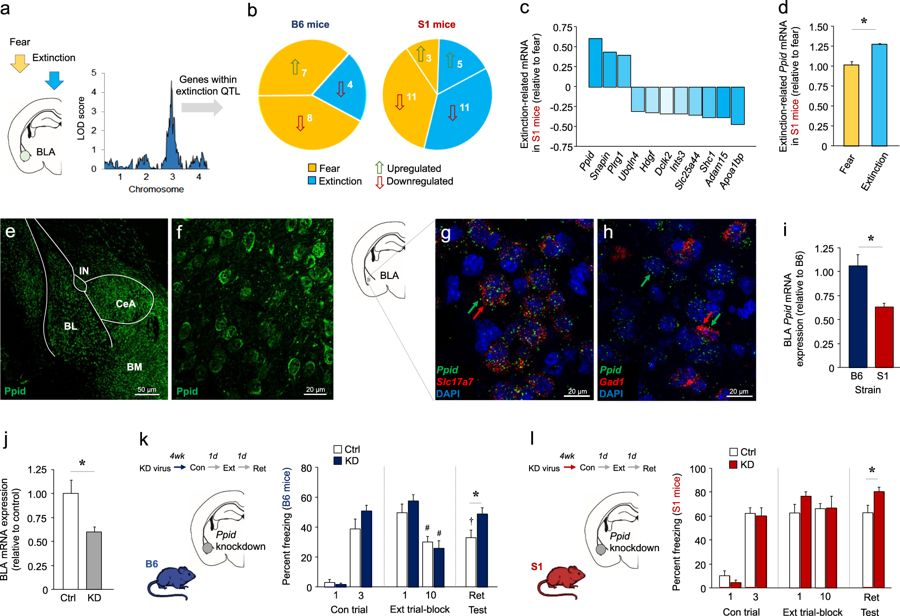 a
Fear
Extinction
BLA
LOD score
5
4
3
2
1
0
1 2 3 4
Chromosome
Genes within
extinction QTL
b
B6 mice
S1 mice
7
4
8
3
5
11
11
Fear
Extinction
Upregulated
Downregulated
c
Extinction-related mRNA
in S1 mice (relative to fear)
0.75
0.50
0.25
0
-0.25
-0.50
-0.75
Ppid
Snapin
Plrg1
Ubqln4
Hdgf
Dclk2
Ints3
Slc25a44
Shc1
Adam15
Apoa1bp
d
Extinction-related Ppid mRNA
in S1 mice (relative to fear)
1.50
1.25
1.00
0.75
0.50
0.25
0
*
Fear
Extinction
e
IN
CeA
BL
BM
Ppid
50 µm
f
Ppid
20 µm
BLA
g
Ppid
Slc17a7
DAPI
20 µm
h
Ppid
Gad1
DAPI
20 µm
i
BLA Ppid mRNA
expression (relative to B6)
1.25
1.00
0.75
0.50
0.25
0
*
B6 S1
Strain
j
BLA mRNA expression
(relative to control)
1.25
1.00
0.75
0.50
0.25
0
*
Ctrl KD
k
4wk 1d 1d
KD virus Con Ext Ret
Ppid
knockdown
B6
Percent freezing (B6 mice)
100
80
60
40
20
0
Ctrl
KD
# #
†
*
1 3 1 10 Ret
Con trial Ext trial-block Test
l
4wk 1d 1d
KD virus Con Ext Ret
Ppid
knockdown
S1
Percent freezing (S1 mice)
100
80
60
40
20
0
Ctrl
KD
*
1 3 1 10 Ret
Con trial Ext trial-block Test